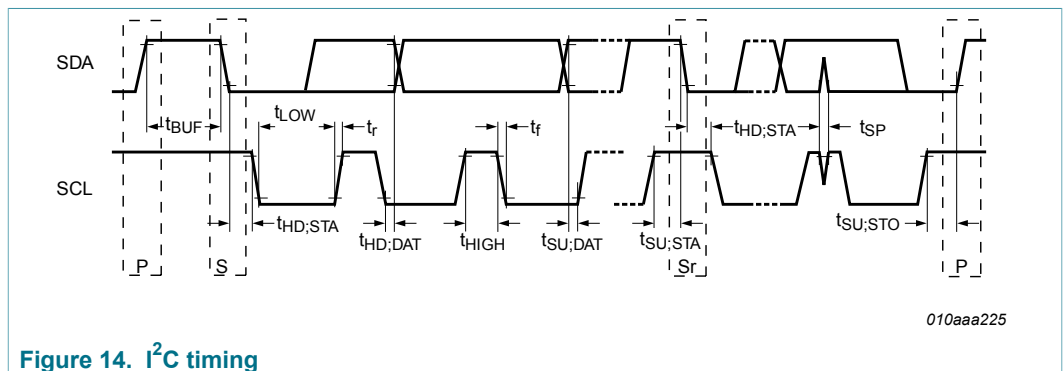 SDA
tBUF
tLOW
tr
tf
tHD;STA
tSP
SCL
tHD;STA
tHD;DAT
tHIGH
tSU;DAT
tSU;STA
tSU;STO
P
S
Sr
P
010aaa225
Figure 14. I²C timing